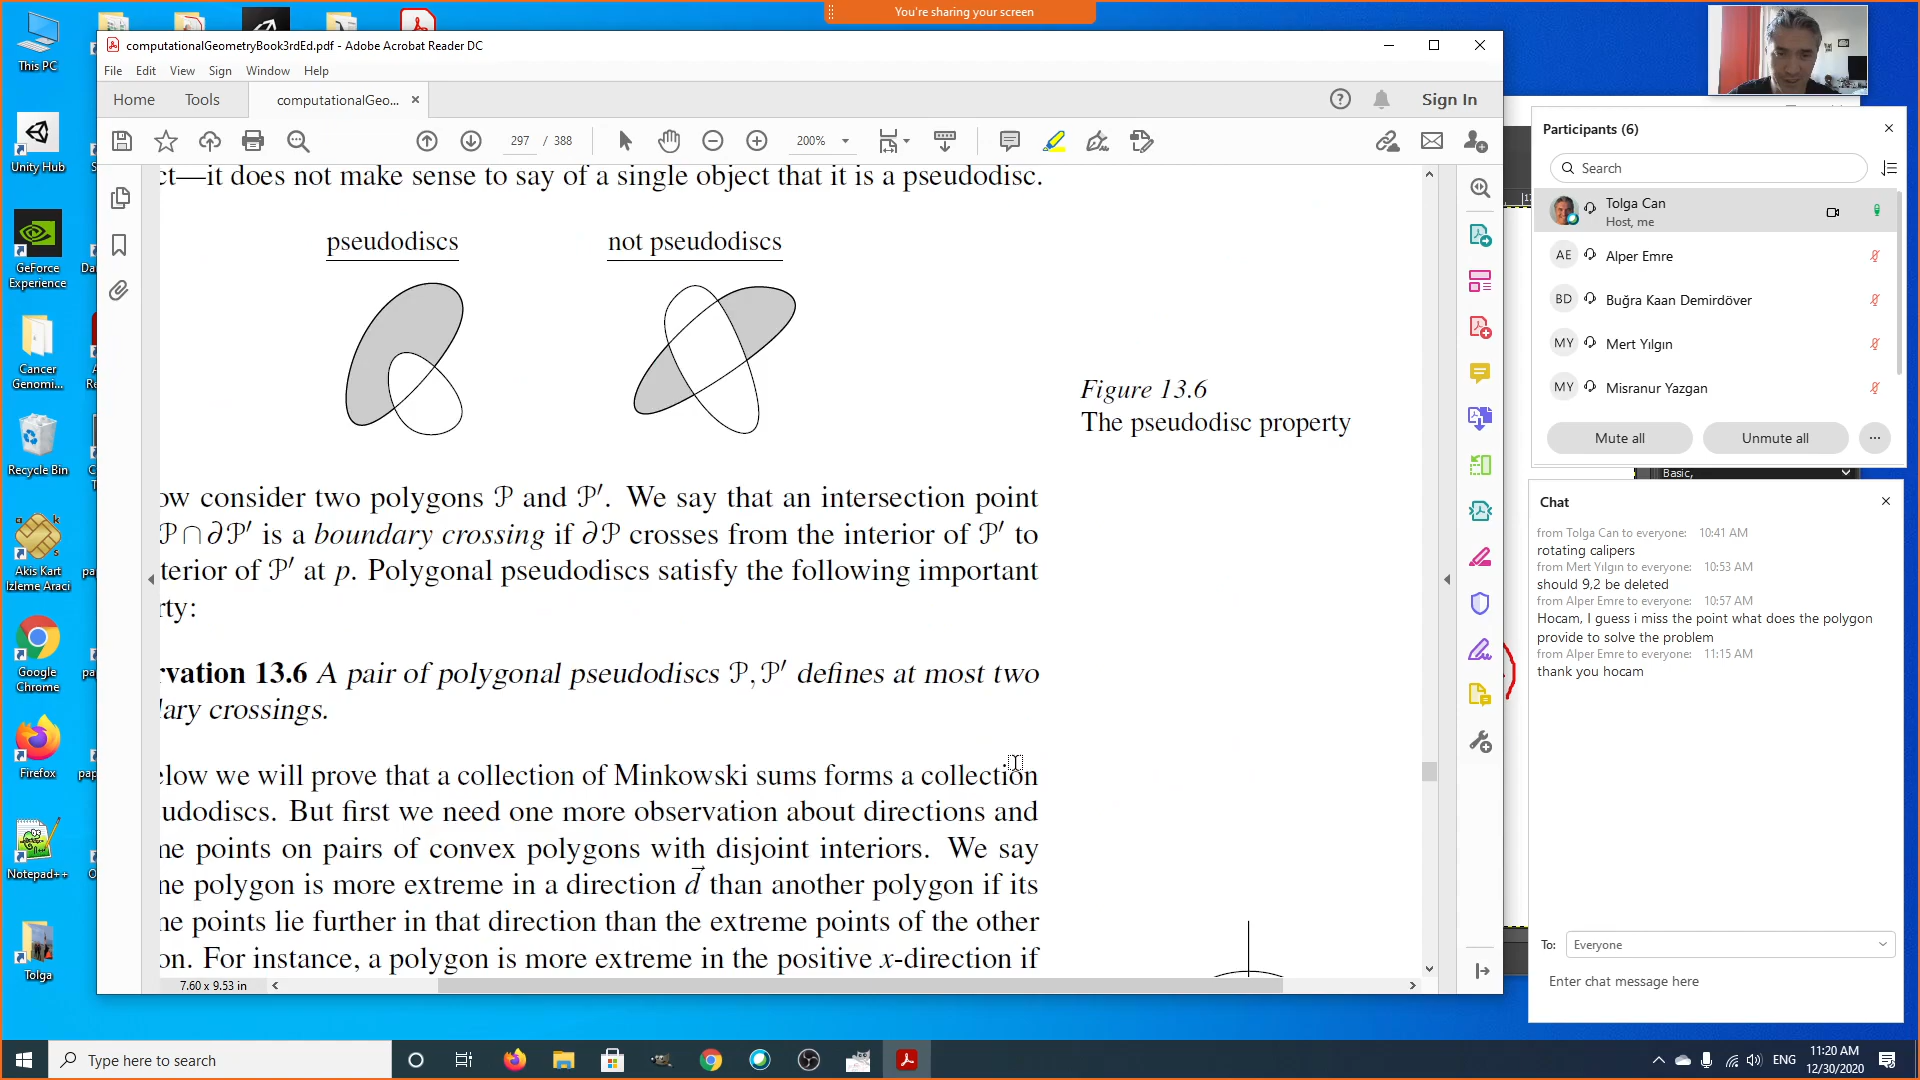 You're sharing your screen
This PC
Unity Hub
GeForce
Experience
Cancer
Genomi...
Recycle Bin
Akis Kart
Izleme Araci
Google
Chrome
Firefox
Notepad++
Tolga
computationalGeometryBook3rdEd.pdf - Adobe Acrobat Reader DC
File Edit View Sign Window Help
Home Tools computationalGeo... Sign In
297 / 388 200%
ct—it does not make sense to say of a single object that it is a pseudodisc.
pseudodiscs not pseudodiscs
Figure 13.6
The pseudodisc property
ow consider two polygons P and P′. We say that an intersection point
P ∩ ∂P′ is a boundary crossing if ∂P crosses from the interior of P′ to
terior of P′ at p. Polygonal pseudodiscs satisfy the following important
rty:
rvation 13.6 A pair of polygonal pseudodiscs P, P′ defines at most two
lary crossings.
elow we will prove that a collection of Minkowski sums forms a collection
udodiscs. But first we need one more observation about directions and
ne points on pairs of convex polygons with disjoint interiors. We say
ne polygon is more extreme in a direction d⃗ than another polygon if its
ne points lie further in that direction than the extreme points of the other
on. For instance, a polygon is more extreme in the positive x-direction if
7.60 x 9.53 in
Participants (6)
Search
Tolga Can
Host, me
AE Alper Emre
BD Buğra Kaan Demirdöver
MY Mert Yılgın
MY Misranur Yazgan
Mute all Unmute all
Basic,
Chat
from Tolga Can to everyone: 10:41 AM
rotating calipers
from Mert Yılgın to everyone: 10:53 AM
should 9,2 be deleted
from Alper Emre to everyone: 10:57 AM
Hocam, I guess i miss the point what does the polygon
provide to solve the problem
from Alper Emre to everyone: 11:15 AM
thank you hocam
To: Everyone
Enter chat message here
Type here to search
ENG
11:20 AM
12/30/2020